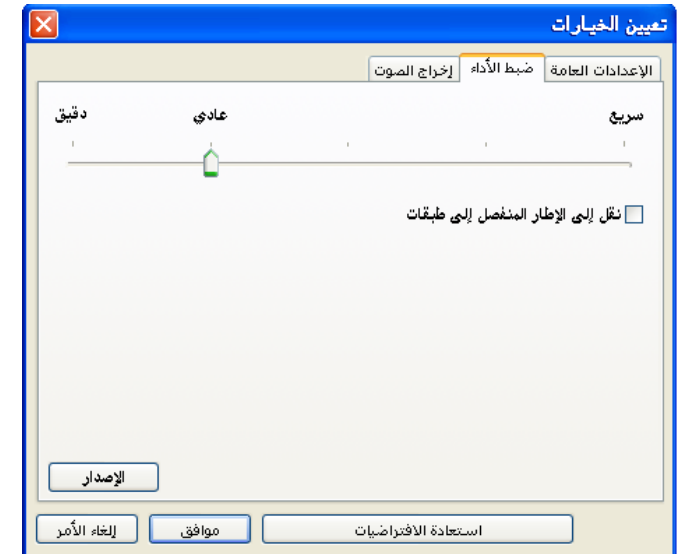 تعيين الخيارات
الإعدادات العامة ضبط الأداء إخراج الصوت
سريع عادي دقيق
نقل إلى الإطار المنفصل إلى طبقات
الإصدار
استعادة الافتراضيات موافق إلغاء الأمر